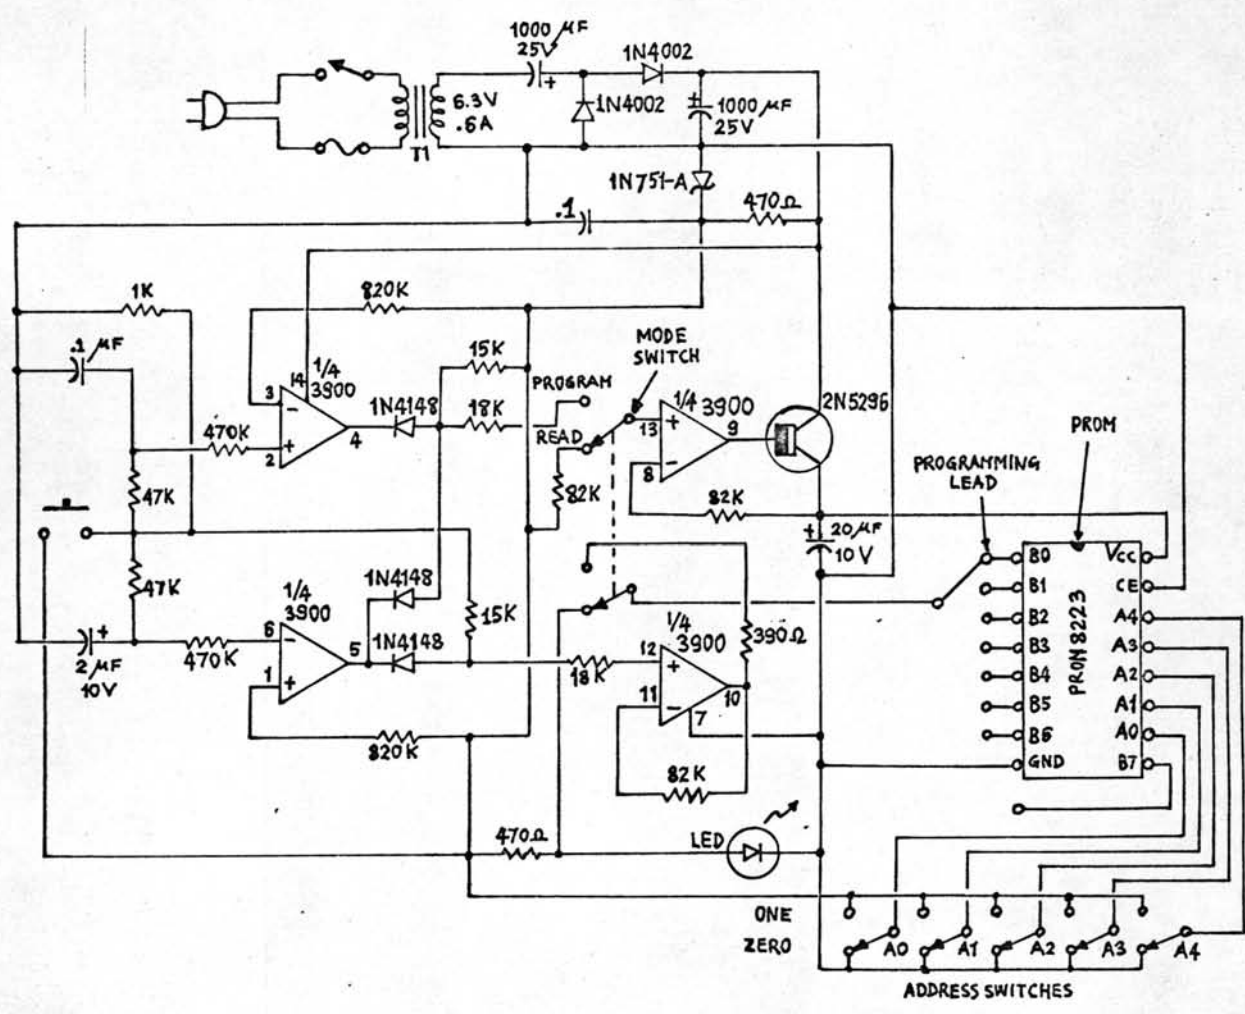 1000 µF
25V
1N4002
6.3V
.6A
T1
1N4002
1000 µF
25V
1N751-A
.1
470Ω
1K
820K
.1 µF
15K
MODE
SWITCH
1/4
3900
14
3
−
+
2
4
1N4148
18K
PROGRAM
READ
1/4
3900
13
+
8
−
9
2N5296
PROM
470K
82K
PROGRAMMING
LEAD
47K
82K
+ 20µF
10V
47K
1/4
3900
1N4148
15K
1N4148
6
−
1
+
5
470K
2µF
10V
+
18K
1/4
3900
12
+
11
−
10
7
390Ω
820K
82K
B0
B1
B2
B3
B4
B5
B6
GND
PROM 8223
VCC
CE
A4
A3
A2
A1
A0
B7
470Ω
LED
ONE
ZERO
A0
A1
A2
A3
A4
ADDRESS SWITCHES